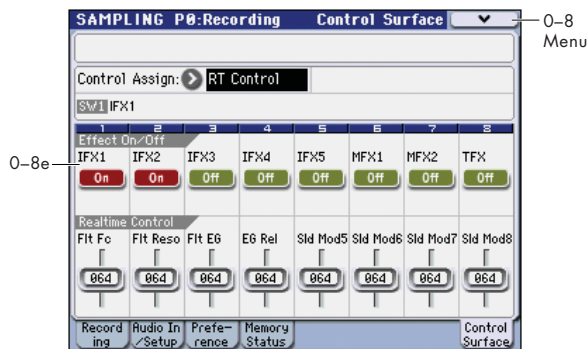 SAMPLING P0:Recording Control Surface
0–8
Menu
Control Assign: RT Control
SW1 IFX1
1 2 3 4 5 6 7 8
Effect On/Off
0–8e
IFX1 IFX2 IFX3 IFX4 IFX5 MFX1 MFX2 TFX
On On Off Off Off Off Off Off
Realtime Control
Flt Fc Flt Reso Flt EG EG Rel Sld Mod5 Sld Mod6 Sld Mod7 Sld Mod8
064 064 064 064 064 064 064 064
Record Audio In Prefe- Memory Control
ing /Setup rence Status Surface